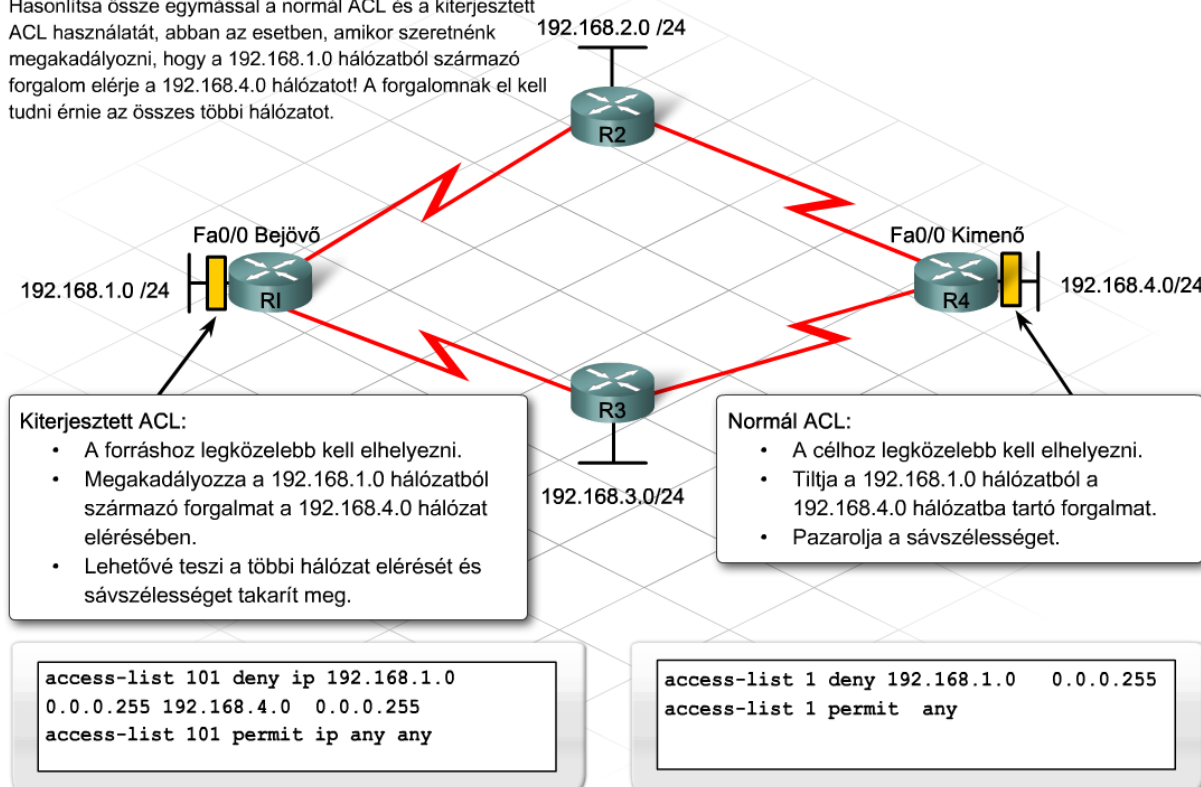 Hasonlítsa össze egymással a normál ACL és a kiterjesztett
ACL használatát, abban az esetben, amikor szeretnénk
megakadályozni, hogy a 192.168.1.0 hálózatból származó
forgalom elérje a 192.168.4.0 hálózatot! A forgalomnak el kell
tudni érnie az összes többi hálózatot.
192.168.2.0 /24
R2
Fa0/0 Bejövő
Fa0/0 Kimenő
192.168.1.0 /24
R1
R4
192.168.4.0/24
R3
192.168.3.0/24
Kiterjesztett ACL:
• A forráshoz legközelebb kell elhelyezni.
• Megakadályozza a 192.168.1.0 hálózatból
származó forgalmat a 192.168.4.0 hálózat
elérésében.
• Lehetővé teszi a többi hálózat elérését és
sávszélességet takarít meg.
Normál ACL:
• A célhoz legközelebb kell elhelyezni.
• Tiltja a 192.168.1.0 hálózatból a
192.168.4.0 hálózatba tartó forgalmat.
• Pazarolja a sávszélességet.
access-list 101 deny ip 192.168.1.0
0.0.0.255 192.168.4.0 0.0.0.255
access-list 101 permit ip any any
access-list 1 deny 192.168.1.0 0.0.0.255
access-list 1 permit any